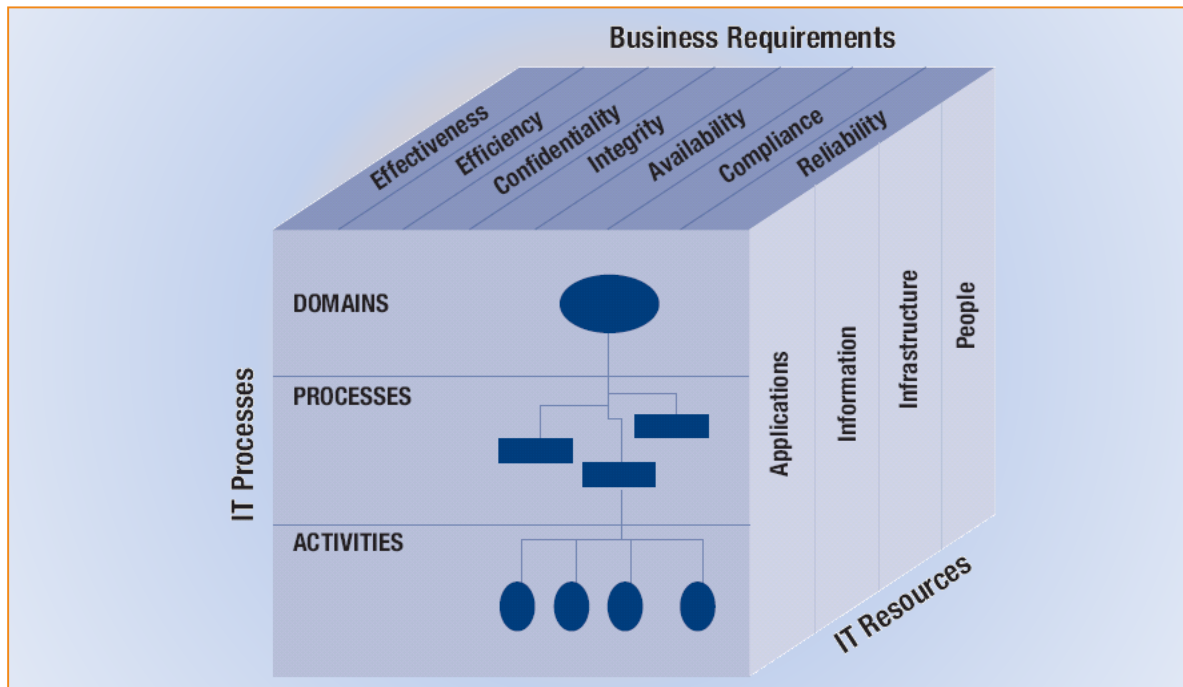 Business Requirements
Effectiveness
Efficiency
Confidentiality
Integrity
Availability
Compliance
Reliability
IT Processes
DOMAINS
PROCESSES
ACTIVITIES
Applications
Information
Infrastructure
People
IT Resources